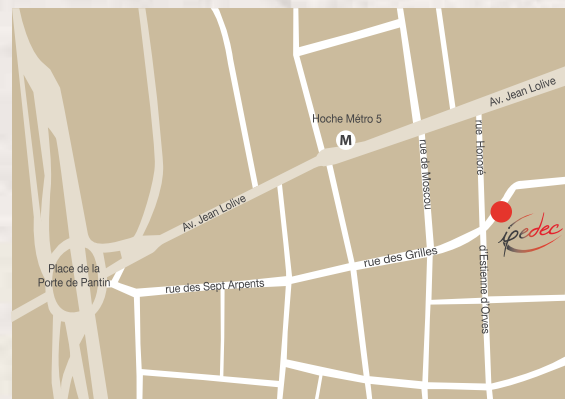 Av. Jean Lolive
Hoche Métro 5
M
rue Honoré
rue de Moscou
Av. Jean Lolive
ipedec
rue des Grilles
d'Estienne d'Orves
Place de la
Porte de Pantin
rue des Sept Arpents